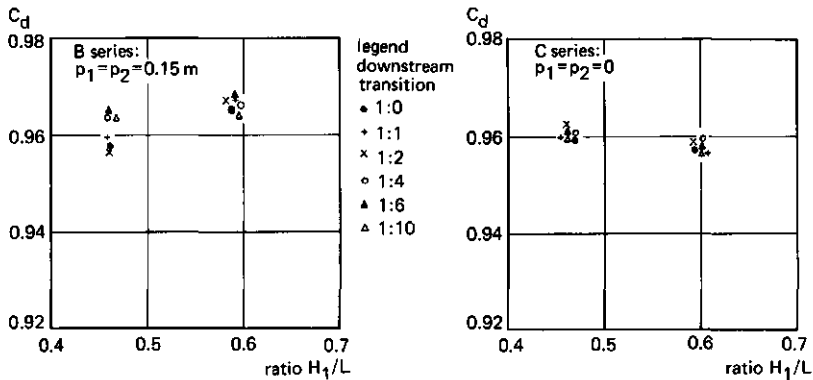 C_d
0.98
0.96
0.94
0.92
B series:
p₁=p₂=0.15 m
0.4
0.5
0.6
0.7
ratio H₁/L
legend
downstream
transition
1:0
1:1
1:2
1:4
1:6
1:10
C_d
0.98
0.96
0.94
0.92
C series:
p₁=p₂=0
0.4
0.5
0.6
0.7
ratio H₁/L